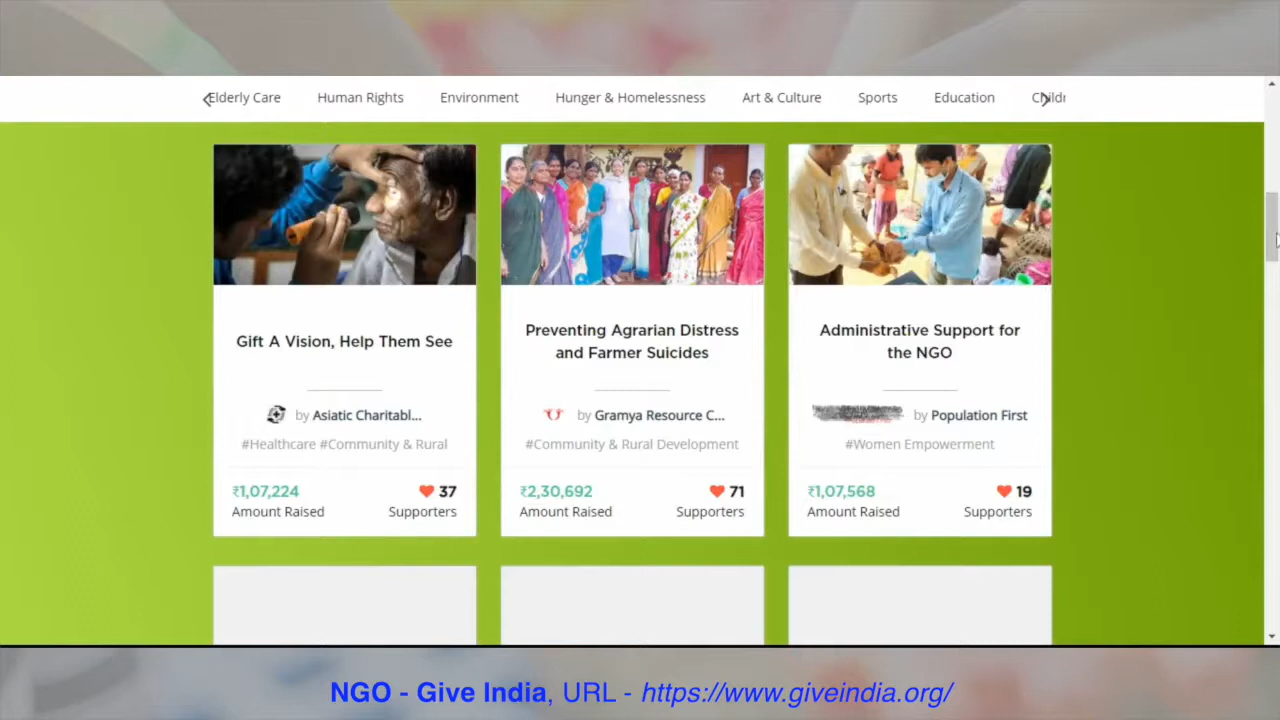 Elderly Care Human Rights Environment Hunger & Homelessness Art & Culture Sports Education Childr
Gift A Vision, Help Them See
by Asiatic Charitabl...
#Healthcare #Community & Rural
₹1,07,224 37
Amount Raised Supporters
Preventing Agrarian Distress
and Farmer Suicides
by Gramya Resource C...
#Community & Rural Development
₹2,30,692 71
Amount Raised Supporters
Administrative Support for
the NGO
by Population First
#Women Empowerment
₹1,07,568 19
Amount Raised Supporters
NGO - Give India, URL - https://www.giveindia.org/